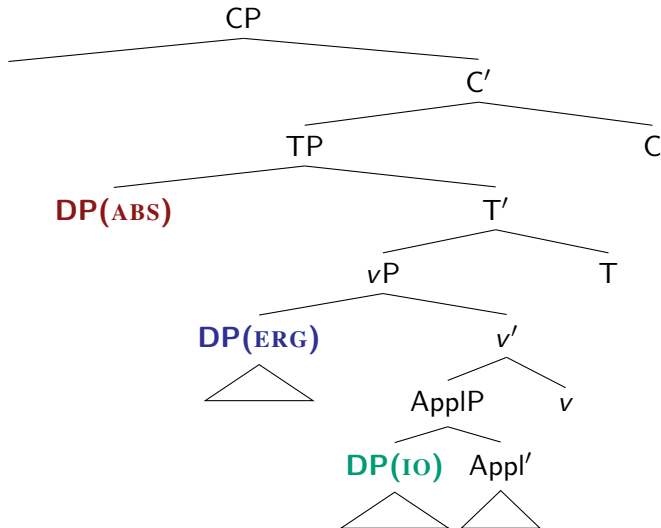 CP
C′
TP C
DP(ABS) T′
vP T
DP(ERG) v′
ApplP v
DP(IO) Appl′